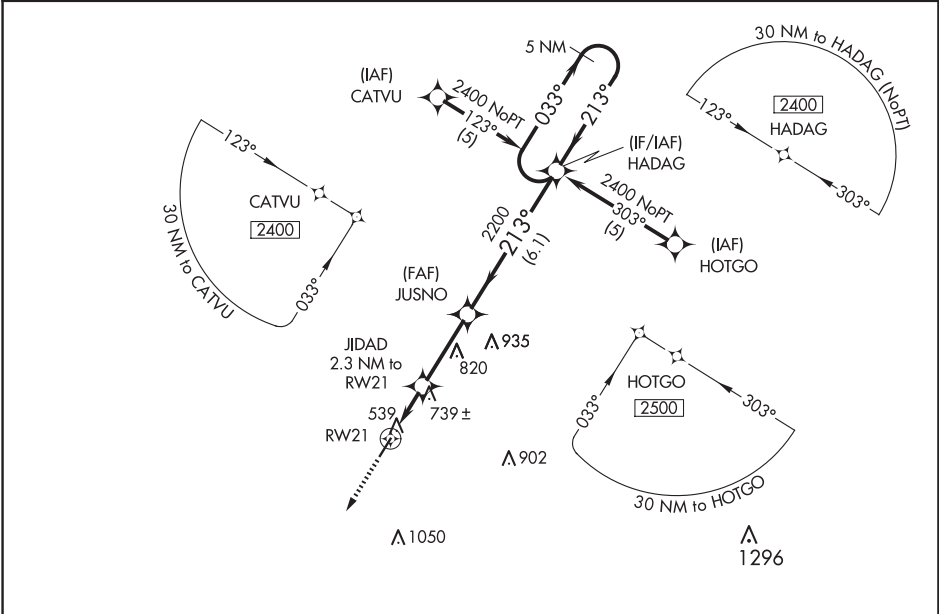 5 NM
033°
213°
(IAF)
CATVU
2400 NoPT
123°
(5)
(IF/IAF)
HADAG
2400 NoPT
303°
(5)
(IAF)
HOTGO
30 NM to HADAG (NoPT)
123°
2400
HADAG
303°
123°
CATVU
2400
033°
30 NM to CATVU
2200
213°
(6.1)
(FAF)
JUSNO
935
820
JIDAD
2.3 NM to
RW21
739 ±
539
RW21
902
1050
HOTGO
2500
033°
303°
30 NM to HOTGO
1296